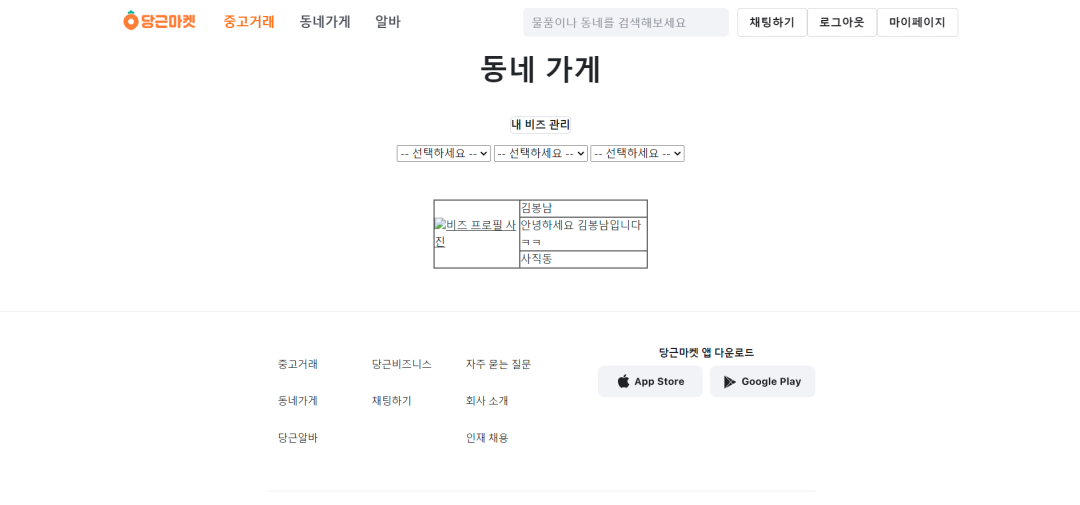 당근마켓 중고거래 동네가게 알바 물품이나 동네를 검색해보세요 채팅하기 로그아웃 마이페이지
동네 가게
내 비즈 관리
-- 선택하세요 -- -- 선택하세요 -- -- 선택하세요 --
김봉남
비즈 프로필 사
진
안녕하세요 김봉남입니다
ㅋㅋ
사직동
당근마켓 앱 다운로드
중고거래 당근비즈니스 자주 묻는 질문
App Store Google Play
동네가게 채팅하기 회사 소개
당근알바 인재 채용